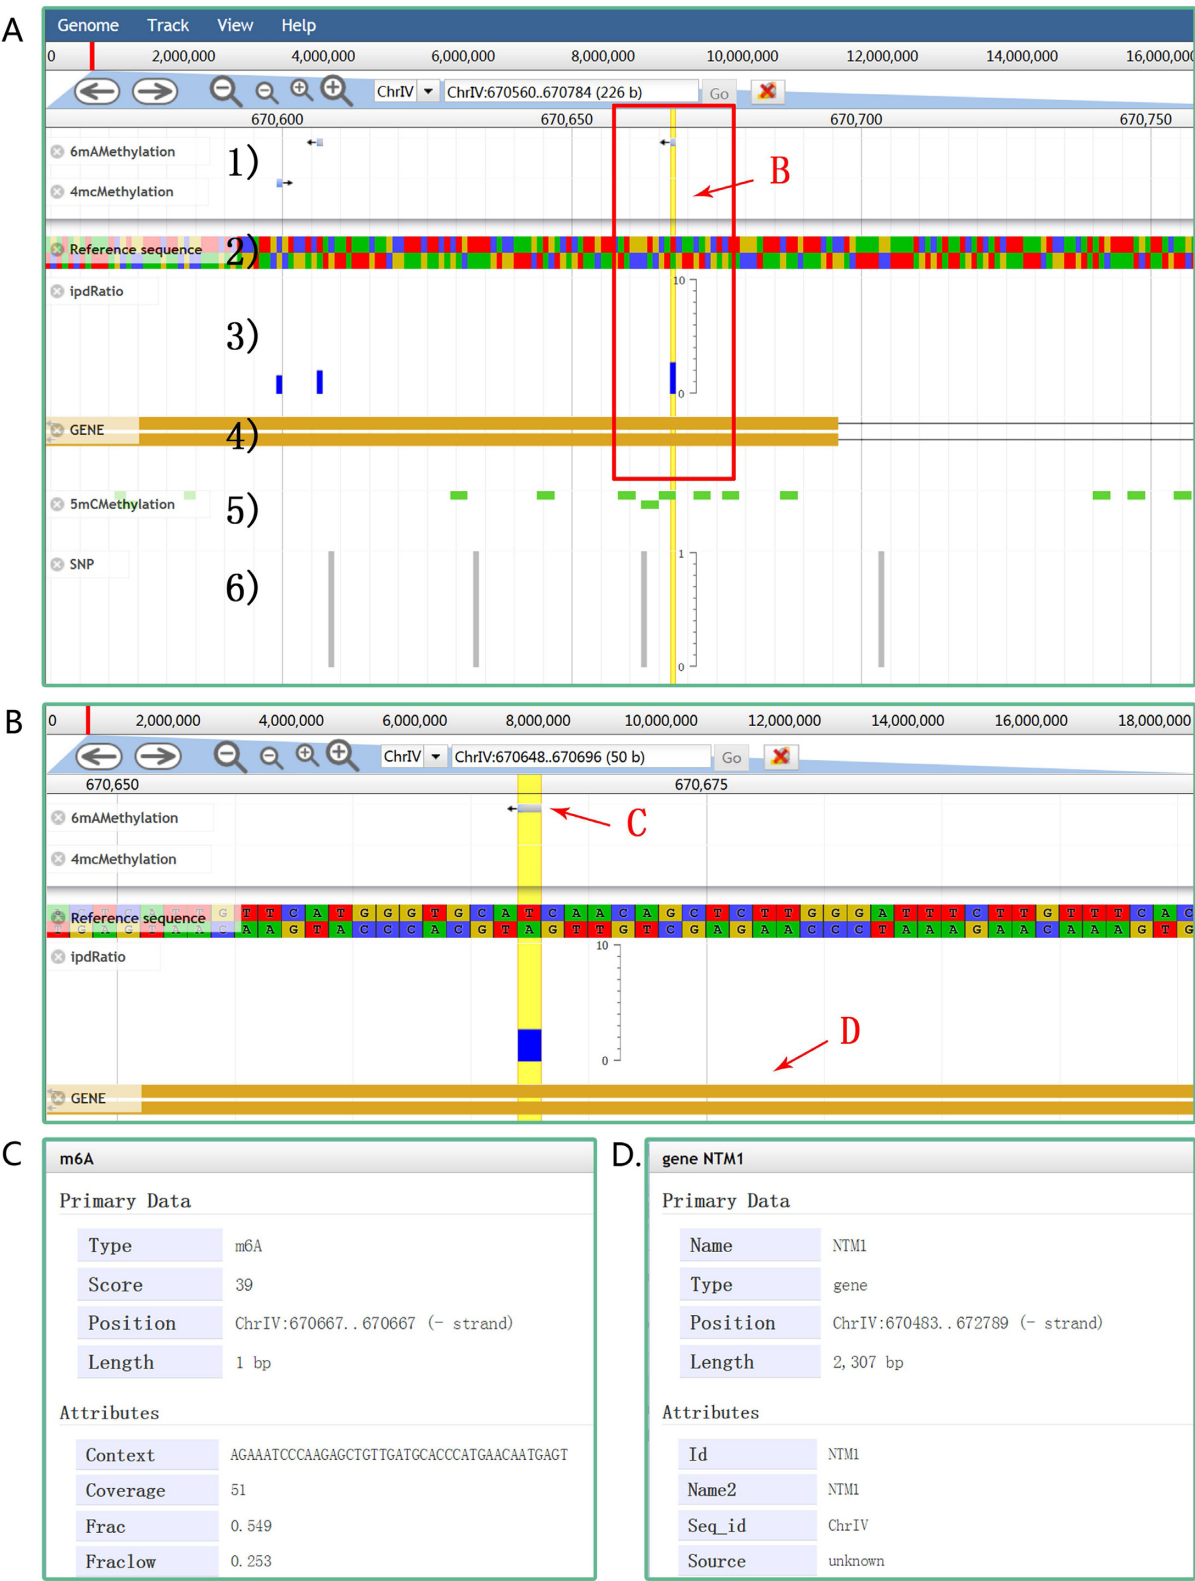 A
Genome Track View Help
0 2,000,000 4,000,000 6,000,000 8,000,000 10,000,000 12,000,000 14,000,000 16,000,00
ChrIV ChrIV:670560..670784 (226 b) Go
670,600 670,650 670,700 670,750
6mAMethylation 1) B
4mcMethylation
Reference sequence 2)
ipdRatio 10
3)
0
GENE 4)
5mCMethylation 5)
SNP 1
6)
0
B
0 2,000,000 4,000,000 6,000,000 8,000,000 10,000,000 12,000,000 14,000,000 16,000,000 18,000,000
ChrIV ChrIV:670648..670696 (50 b) Go
670,650 670,675
6mAMethylation C
4mcMethylation
Reference sequence G T T C A T G G G T G C A T C A A C A G C T C T T G G G A T T T C T T G T T T C A C
T G A G T A A C A A G T A C C C A C G T A G T T G T C G A G A A C C C T A A A G A A C A A A G T G
ipdRatio 10
0
D
GENE
C
m6A
Primary Data
Type m6A
Score 39
Position ChrIV:670667..670667 (- strand)
Length 1 bp
Attributes
Context AGAAATCCCAAGAGCTGTTGATGCACCCATGAACAATGAGT
Coverage 51
Frac 0.549
Fraclow 0.253
D.
gene NTM1
Primary Data
Name NTM1
Type gene
Position ChrIV:670483..672789 (- strand)
Length 2,307 bp
Attributes
Id NTM1
Name2 NTM1
Seq_id ChrIV
Source unknown